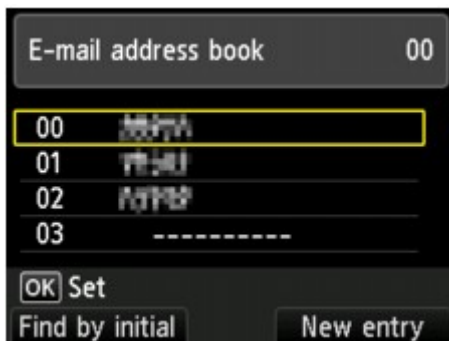 E-mail address book 00
00
01
02
03 ----------
OK Set
Find by initial New entry